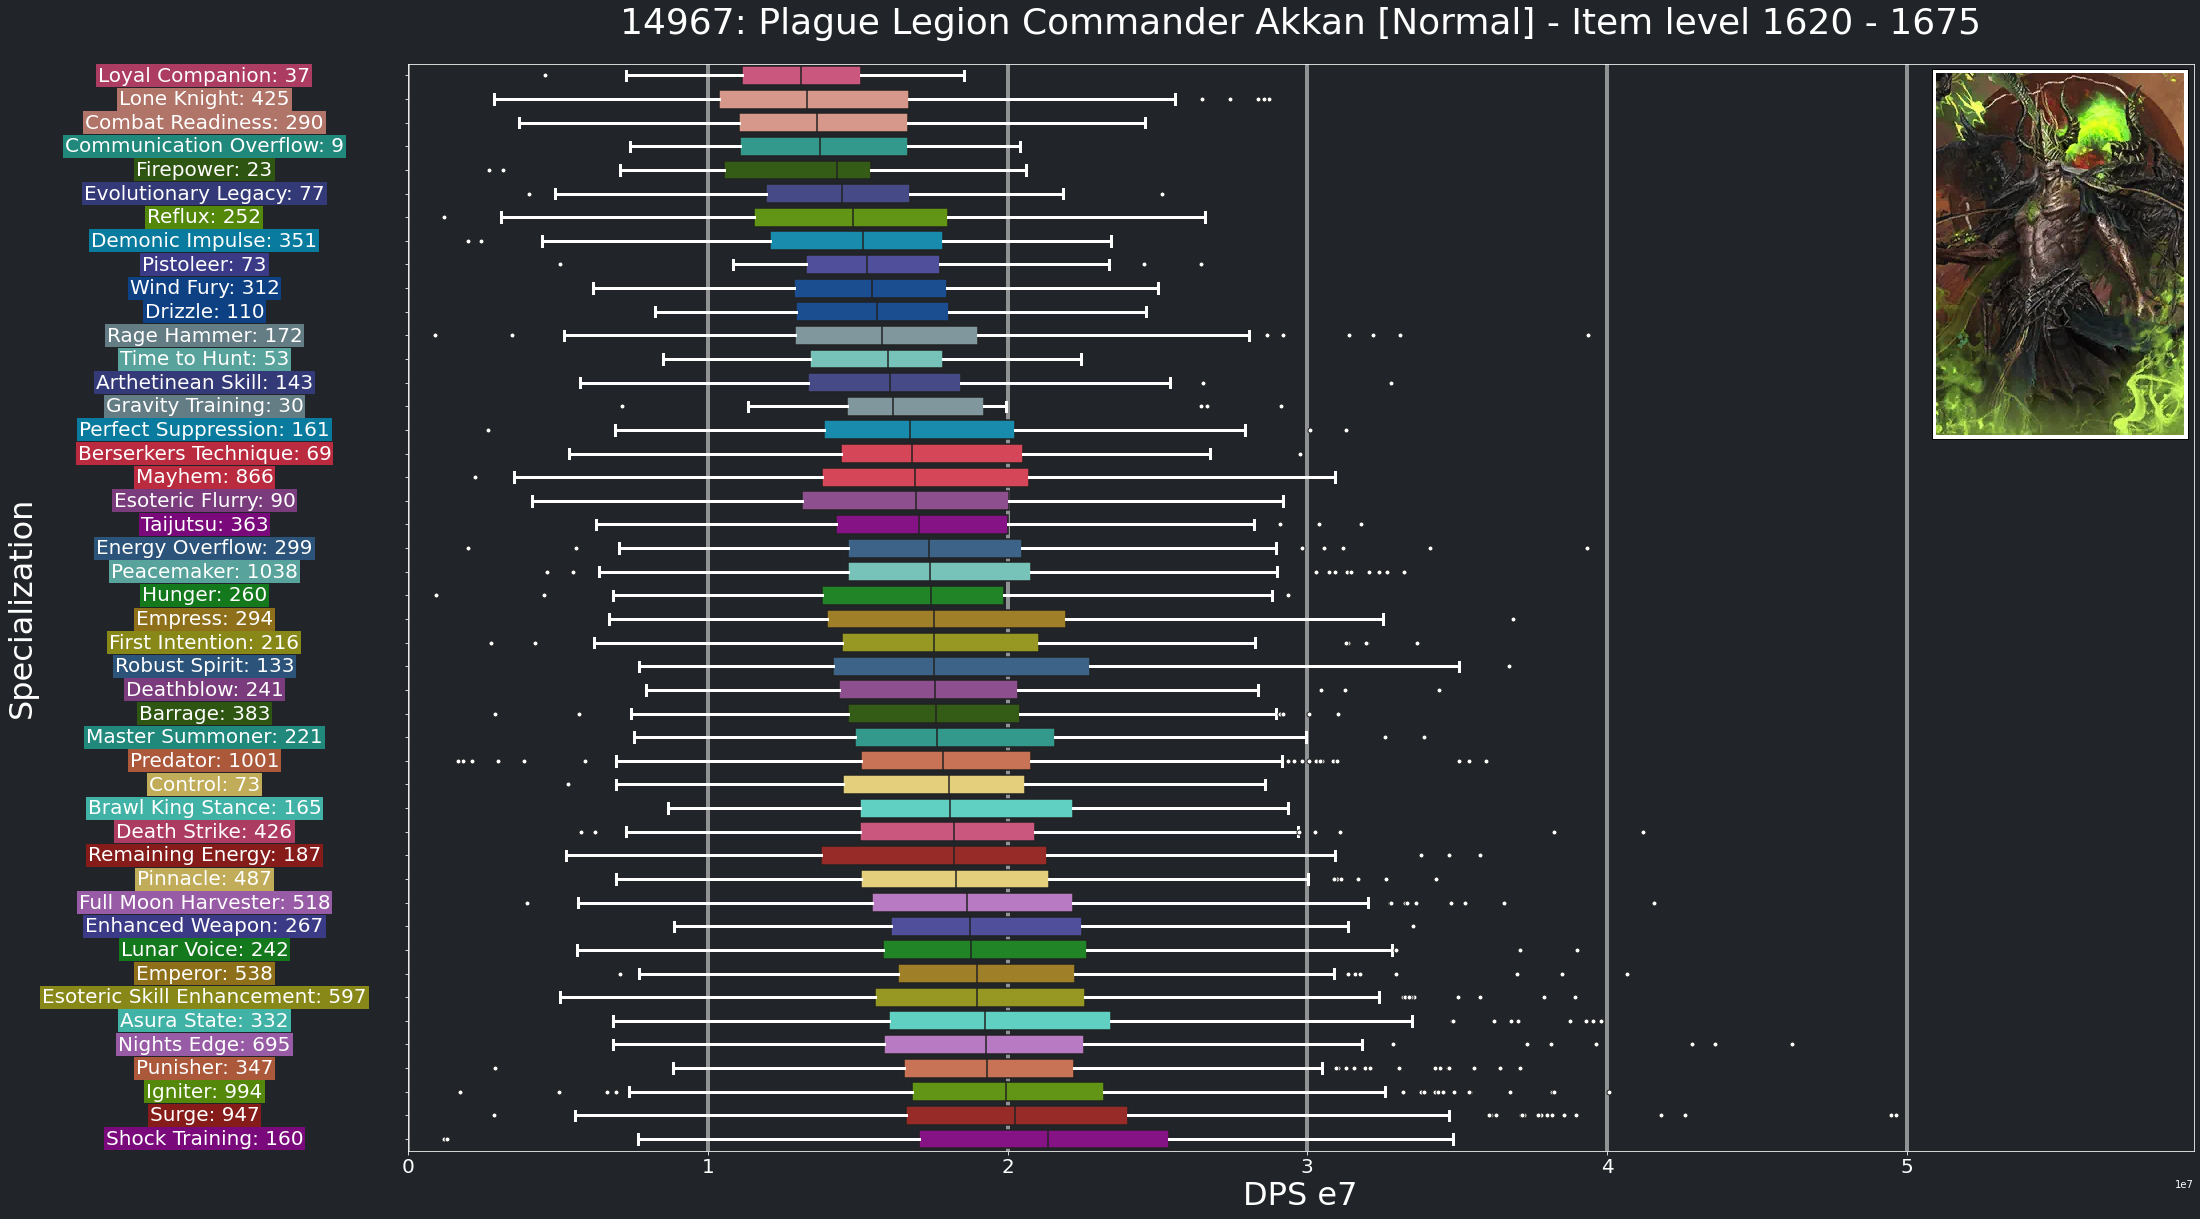 14967: Plague Legion Commander Akkan [Normal] - Item level 1620 - 1675
Specialization
Loyal Companion: 37
Lone Knight: 425
Combat Readiness: 290
Communication Overflow: 9
Firepower: 23
Evolutionary Legacy: 77
Reflux: 252
Demonic Impulse: 351
Pistoleer: 73
Wind Fury: 312
Drizzle: 110
Rage Hammer: 172
Time to Hunt: 53
Arthetinean Skill: 143
Gravity Training: 30
Perfect Suppression: 161
Berserkers Technique: 69
Mayhem: 866
Esoteric Flurry: 90
Taijutsu: 363
Energy Overflow: 299
Peacemaker: 1038
Hunger: 260
Empress: 294
First Intention: 216
Robust Spirit: 133
Deathblow: 241
Barrage: 383
Master Summoner: 221
Predator: 1001
Control: 73
Brawl King Stance: 165
Death Strike: 426
Remaining Energy: 187
Pinnacle: 487
Full Moon Harvester: 518
Enhanced Weapon: 267
Lunar Voice: 242
Emperor: 538
Esoteric Skill Enhancement: 597
Asura State: 332
Nights Edge: 695
Punisher: 347
Igniter: 994
Surge: 947
Shock Training: 160
0 1 2 3 4 5
DPS e7
1e7